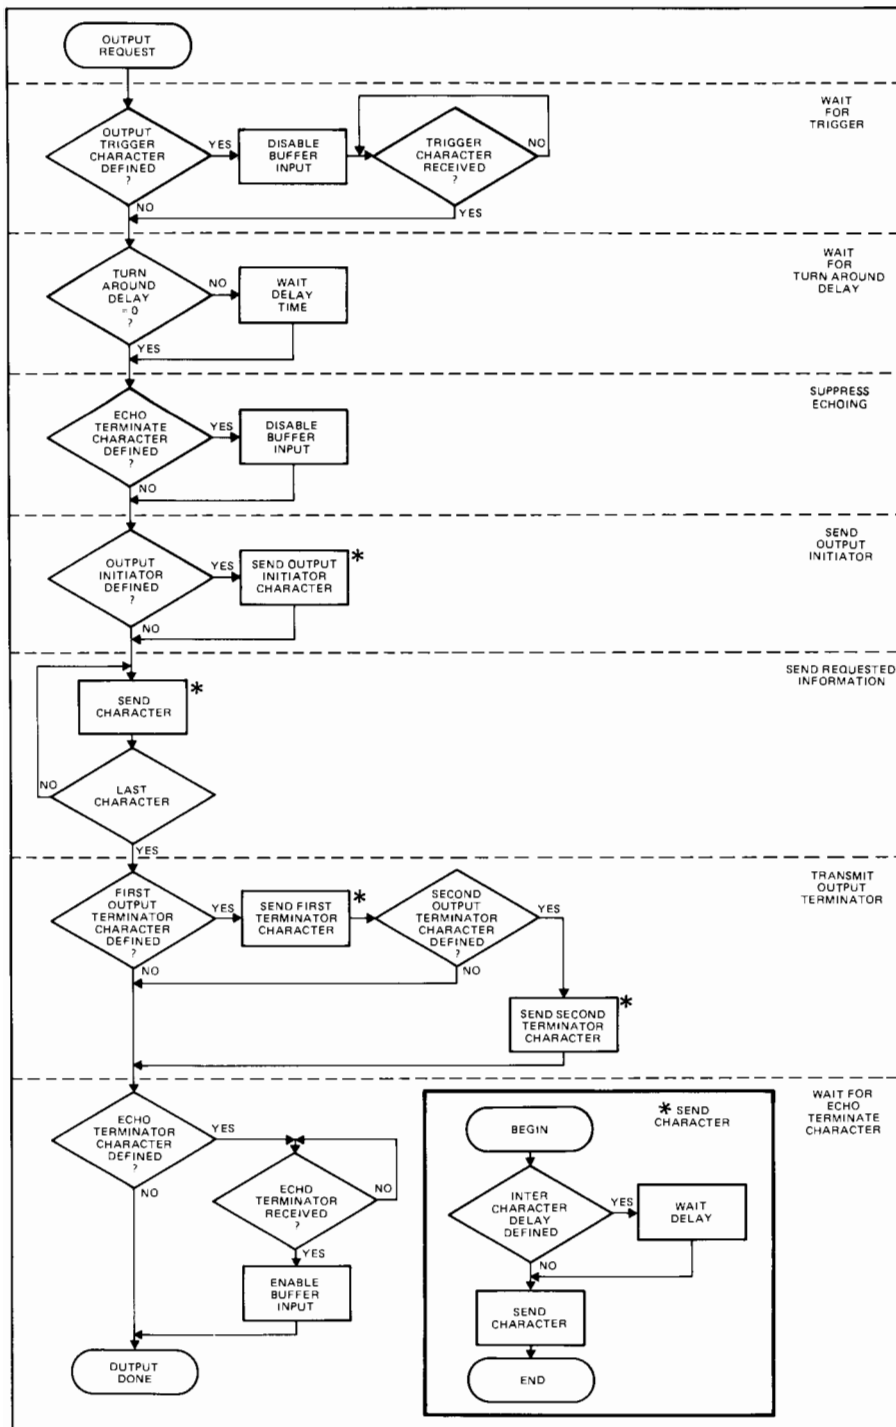 OUTPUT
REQUEST
WAIT
FOR
TRIGGER
OUTPUT
TRIGGER
CHARACTER
DEFINED
?
YES
NO
DISABLE
BUFFER
INPUT
TRIGGER
CHARACTER
RECEIVED
?
NO
YES
WAIT
FOR
TURN AROUND
DELAY
TURN
AROUND
DELAY
= 0
?
NO
YES
WAIT
DELAY
TIME
SUPPRESS
ECHOING
ECHO
TERMINATE
CHARACTER
DEFINED
?
YES
NO
DISABLE
BUFFER
INPUT
SEND
OUTPUT
INITIATOR
OUTPUT
INITIATOR
DEFINED
?
YES
NO
SEND OUTPUT
INITIATOR
CHARACTER
*
SEND REQUESTED
INFORMATION
SEND
CHARACTER
*
LAST
CHARACTER
NO
YES
TRANSMIT
OUTPUT
TERMINATOR
FIRST
OUTPUT
TERMINATOR
CHARACTER
DEFINED
?
YES
NO
SEND FIRST
TERMINATOR
CHARACTER
*
SECOND
OUTPUT
TERMINATOR
CHARACTER
DEFINED
?
YES
NO
SEND SECOND
TERMINATOR
CHARACTER
*
WAIT FOR
ECHO
TERMINATE
CHARACTER
ECHO
TERMINATOR
CHARACTER
DEFINED
?
YES
NO
ECHO
TERMINATOR
RECEIVED
?
NO
YES
ENABLE
BUFFER
INPUT
OUTPUT
DONE
* SEND
CHARACTER
BEGIN
INTER
CHARACTER
DELAY
DEFINED
YES
NO
WAIT
DELAY
SEND
CHARACTER
END